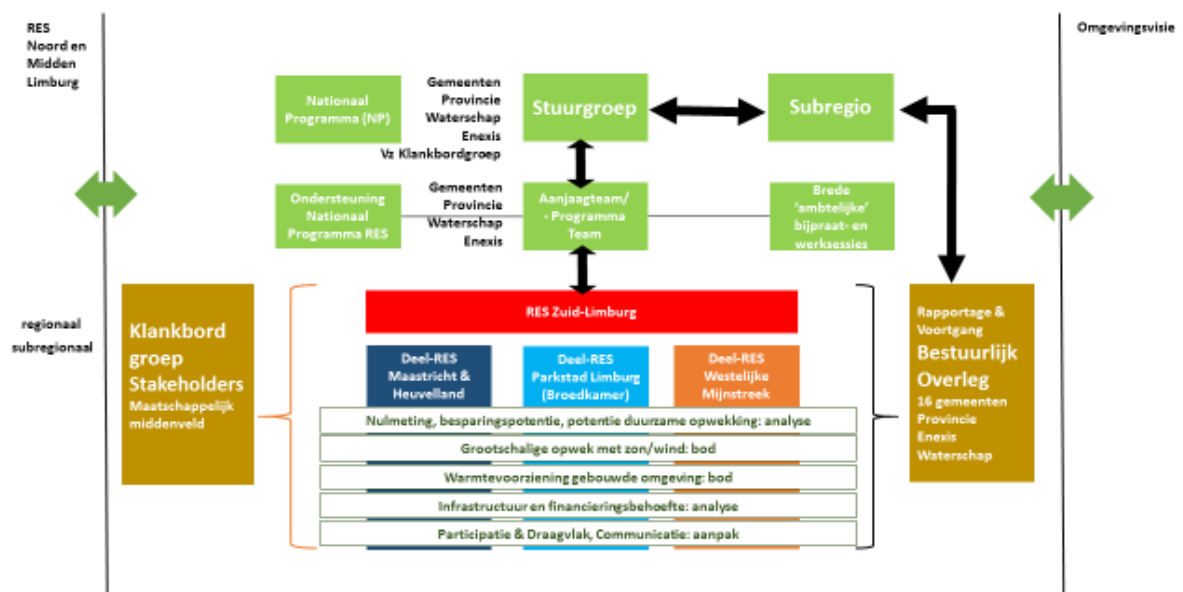 RES
Noord en
Midden
Limburg
Omgevingsvisie
Nationaal
Programma (NP)
Gemeenten
Provincie
Waterschap
Enexis
Vz Klankbordgroep
Stuurgroep
Subregio
Ondersteuning
Nationaal
Programma RES
Gemeenten
Provincie
Waterschap
Enexis
Aanjaagteam/
- Programma
Team
Brede
‘ambtelijke’
bijpraat- en
werksessies
regionaal
subregionaal
Klankbord
groep
Stakeholders
Maatschappelijk
middenveld
RES Zuid-Limburg
Deel-RES
Maastricht &
Heuvelland
Deel-RES
Parkstad Limburg
(Broedkamer)
Deel-RES
Westelijke
Mijnstreek
Nulmeting, besparingspotentie, potentie duurzame opwekking: analyse
Grootschalige opwek met zon/wind: bod
Warmtevoorziening gebouwde omgeving: bod
Infrastructuur en financieringsbehoefte: analyse
Participatie & Draagvlak, Communicatie: aanpak
Rapportage &
Voortgang
Bestuurlijk
Overleg
16 gemeenten
Provincie
Enexis
Waterschap